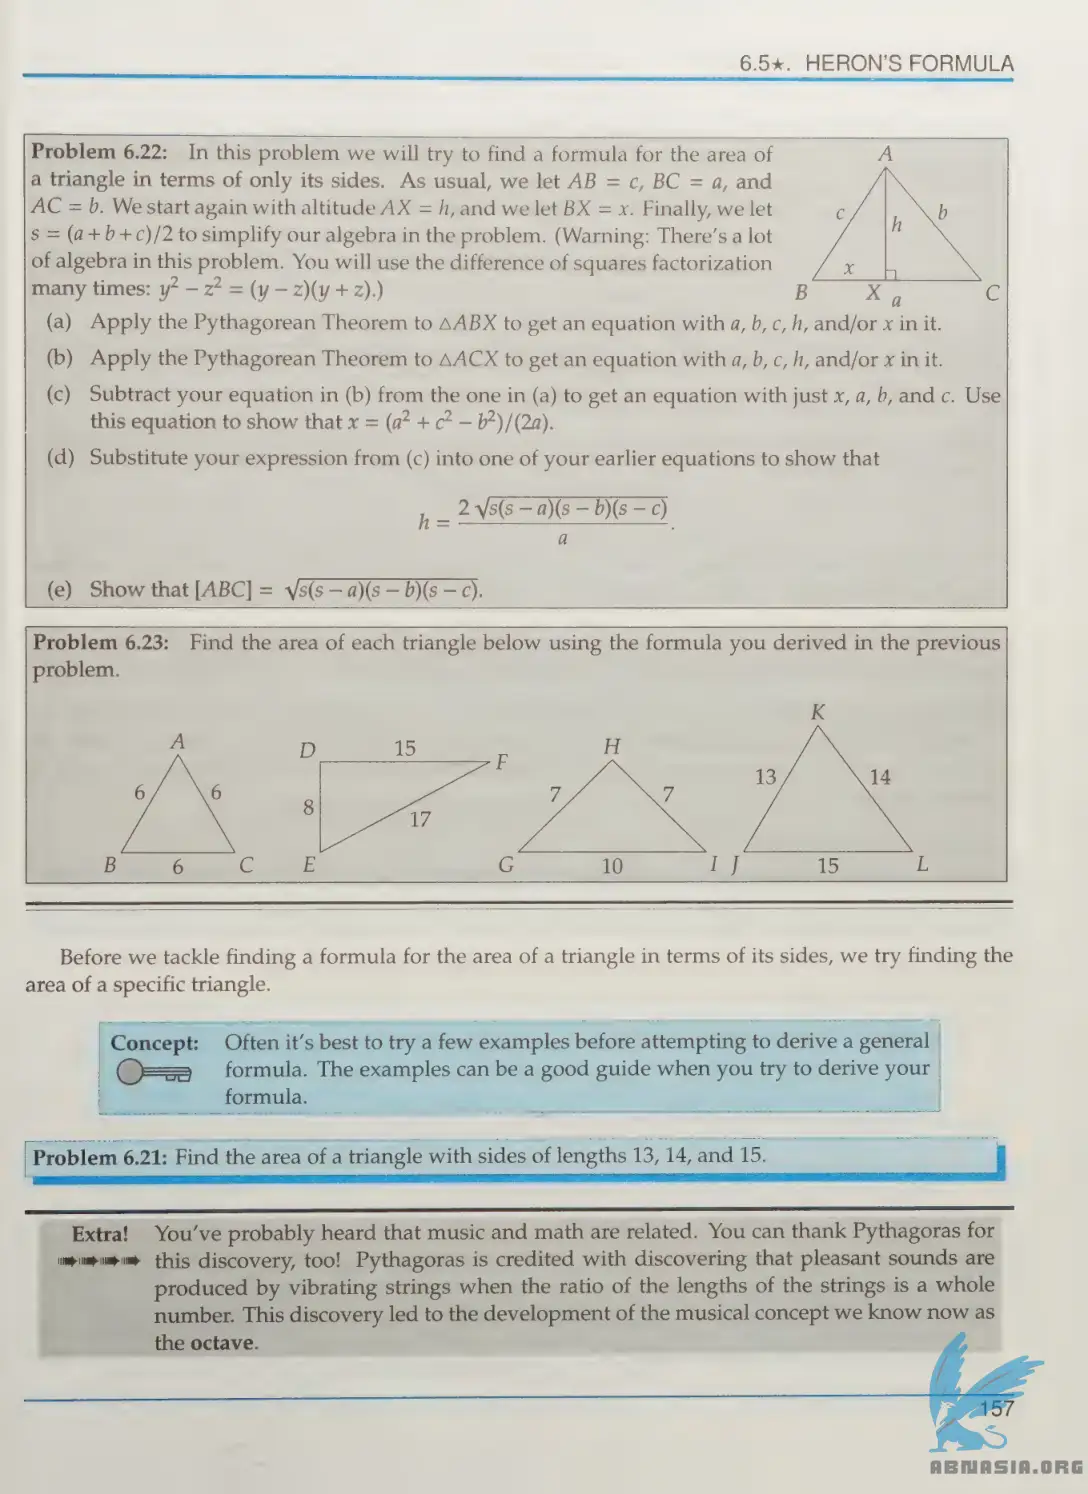 6.5★. HERON'S FORMULA
Problem 6.22: In this problem we will try to find a formula for the area of
a triangle in terms of only its sides. As usual, we let AB = c, BC = a, and
AC = b. We start again with altitude AX = h, and we let BX = x. Finally, we let
s = (a + b + c)/2 to simplify our algebra in the problem. (Warning: There's a lot
of algebra in this problem. You will use the difference of squares factorization
many times: y² − z² = (y − z)(y + z).)
A
c
h
b
x
B
X
a
C
(a) Apply the Pythagorean Theorem to △ABX to get an equation with a, b, c, h, and/or x in it.
(b) Apply the Pythagorean Theorem to △ACX to get an equation with a, b, c, h, and/or x in it.
(c) Subtract your equation in (b) from the one in (a) to get an equation with just x, a, b, and c. Use
this equation to show that x = (a² + c² − b²)/(2a).
(d) Substitute your expression from (c) into one of your earlier equations to show that
h = 2√s(s − a)(s − b)(s − c)
a
.
(e) Show that [ABC] = √s(s − a)(s − b)(s − c).
Problem 6.23: Find the area of each triangle below using the formula you derived in the previous
problem.
A
6
6
B
6
C
D
15
F
8
17
E
H
7
7
G
10
I
K
13
14
J
15
L
Before we tackle finding a formula for the area of a triangle in terms of its sides, we try finding the
area of a specific triangle.
Concept: Often it's best to try a few examples before attempting to derive a general
formula. The examples can be a good guide when you try to derive your
formula.
Problem 6.21: Find the area of a triangle with sides of lengths 13, 14, and 15.
Extra! You've probably heard that music and math are related. You can thank Pythagoras for
this discovery, too! Pythagoras is credited with discovering that pleasant sounds are
produced by vibrating strings when the ratio of the lengths of the strings is a whole
number. This discovery led to the development of the musical concept we know now as
the octave.
157
ABNASIA.ORG